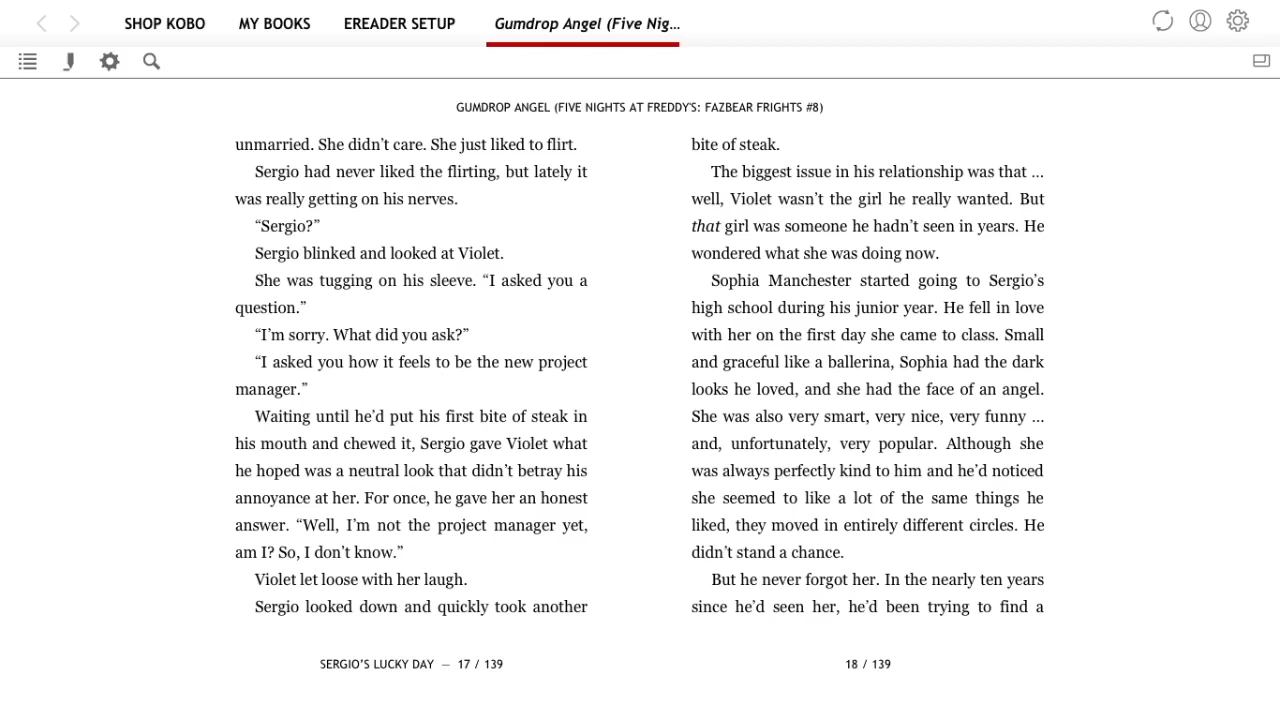 SHOP KOBO
MY BOOKS
EREADER SETUP
Gumdrop Angel (Five Nig...
GUMDROP ANGEL (FIVE NIGHTS AT FREDDY'S: FAZBEAR FRIGHTS #8)
unmarried. She didn’t care. She just liked to flirt.
Sergio had never liked the flirting, but lately it
was really getting on his nerves.
“Sergio?”
Sergio blinked and looked at Violet.
She was tugging on his sleeve. “I asked you a
question.”
“I’m sorry. What did you ask?”
“I asked you how it feels to be the new project
manager.”
Waiting until he’d put his first bite of steak in
his mouth and chewed it, Sergio gave Violet what
he hoped was a neutral look that didn’t betray his
annoyance at her. For once, he gave her an honest
answer. “Well, I’m not the project manager yet,
am I? So, I don’t know.”
Violet let loose with her laugh.
Sergio looked down and quickly took another
SERGIO’S LUCKY DAY – 17 / 139
bite of steak.
The biggest issue in his relationship was that ...
well, Violet wasn’t the girl he really wanted. But
that girl was someone he hadn’t seen in years. He
wondered what she was doing now.
Sophia Manchester started going to Sergio’s
high school during his junior year. He fell in love
with her on the first day she came to class. Small
and graceful like a ballerina, Sophia had the dark
looks he loved, and she had the face of an angel.
She was also very smart, very nice, very funny ...
and, unfortunately, very popular. Although she
was always perfectly kind to him and he’d noticed
she seemed to like a lot of the same things he
liked, they moved in entirely different circles. He
didn’t stand a chance.
But he never forgot her. In the nearly ten years
since he’d seen her, he’d been trying to find a
18 / 139